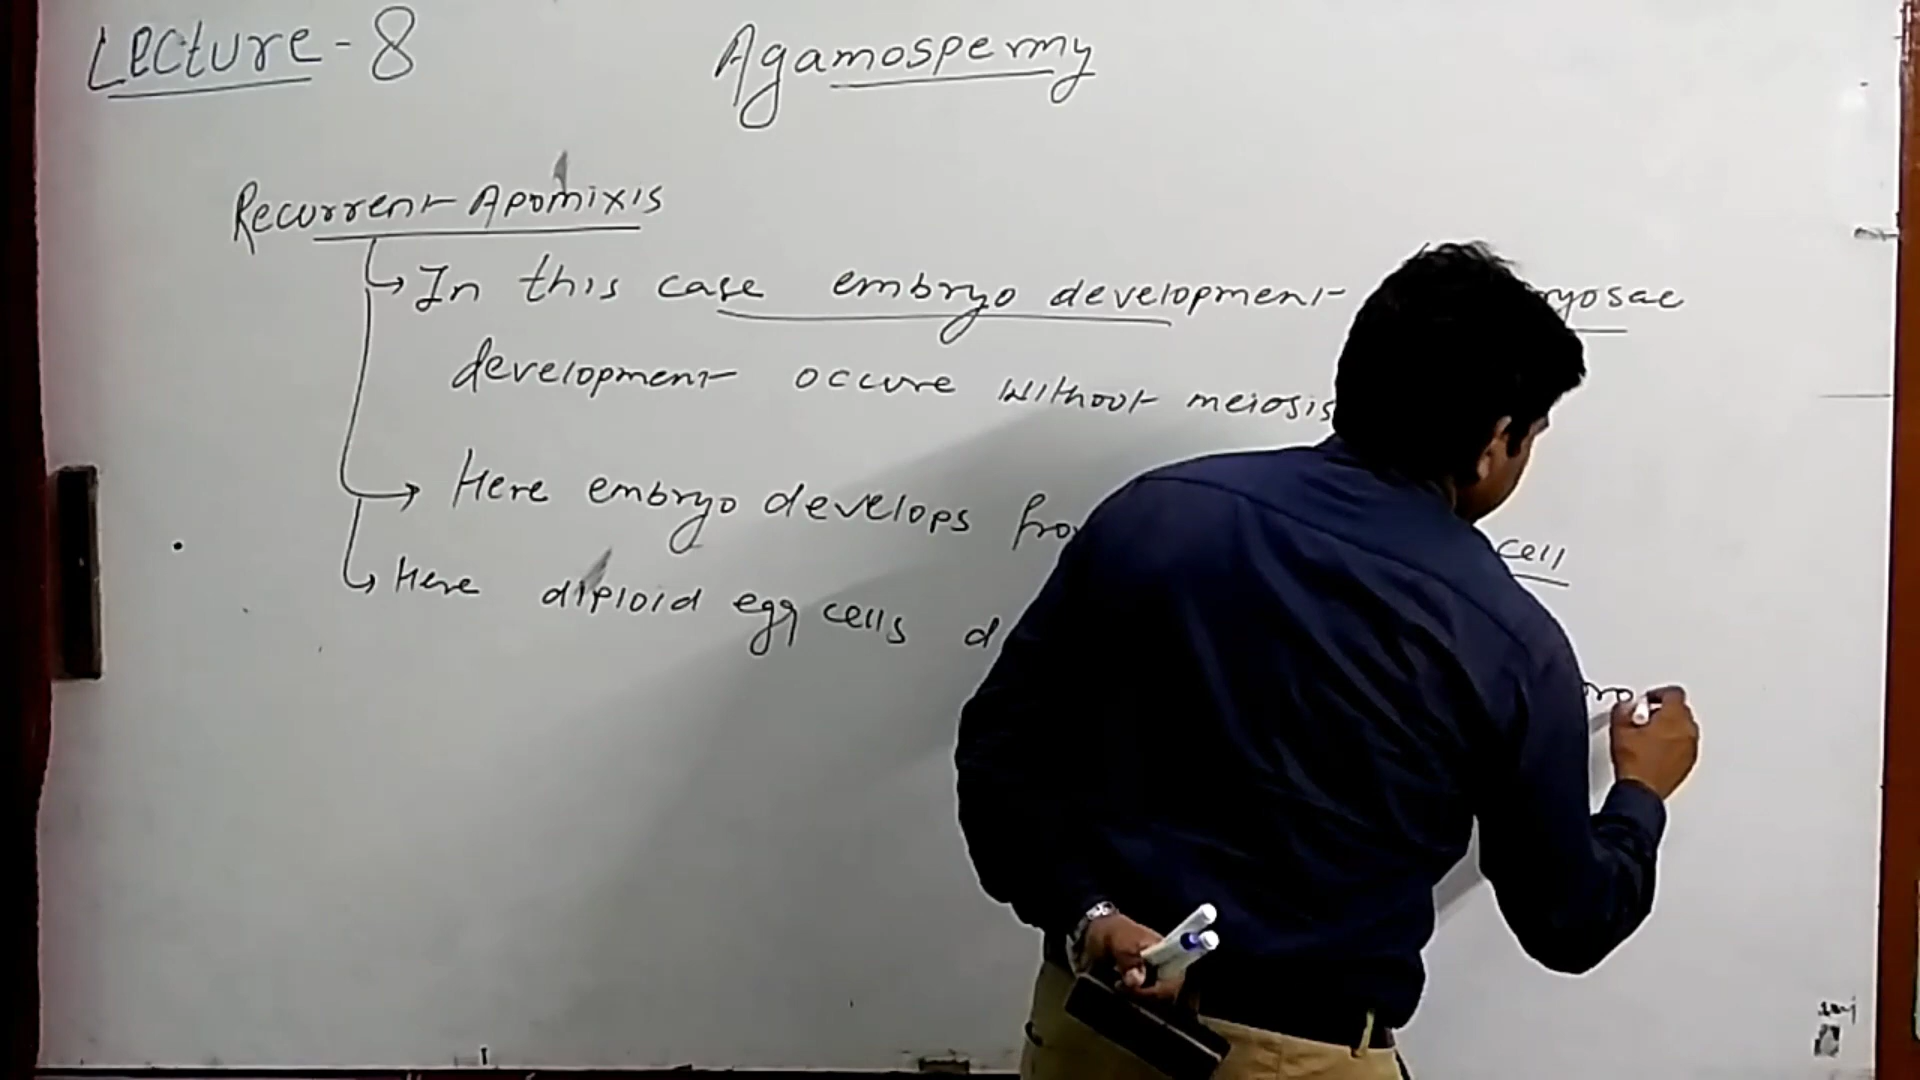 Lecture-8
Agamospermy
Recurrent Apomixis
In this case embryo development
development occure without meiosis
Here embryo develops cell
Here diploid egg cells